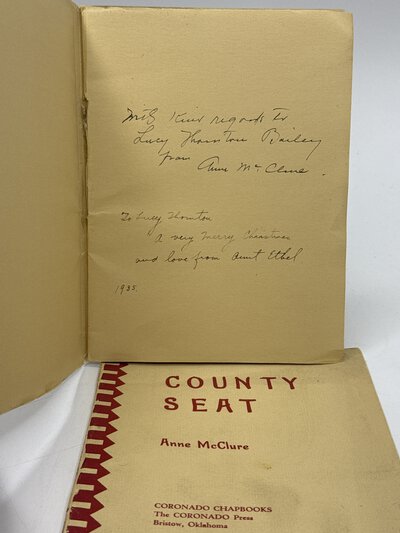 With Kind regards to
Lucy Thornton Bailey
from
Anne McClure.
To Lucy Thornton
a very Merry Christmas
and love from Aunt Ethel
1935.
COUNTY
SEAT
Anne McClure
CORONADO CHAPBOOKS
The CORONADO Press
Bristow, Oklahoma